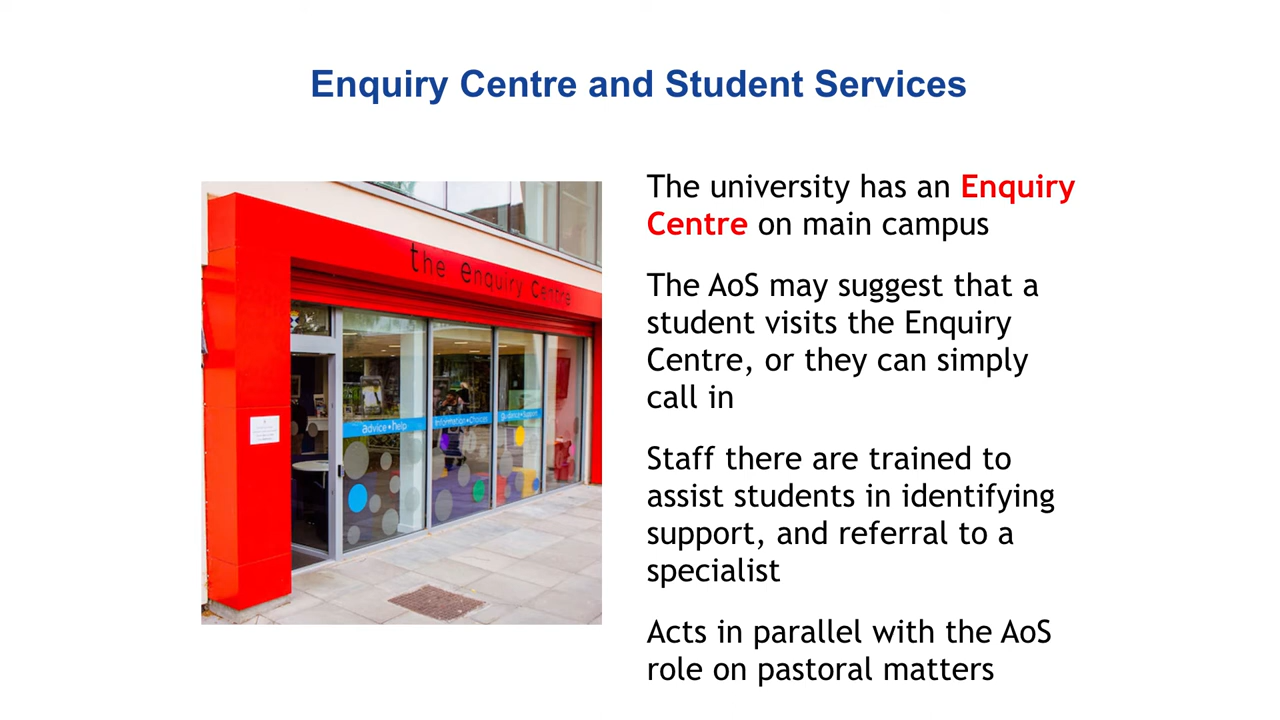 Enquiry Centre and Student Services
The university has an Enquiry
Centre on main campus
The AoS may suggest that a
student visits the Enquiry
Centre, or they can simply
call in
Staff there are trained to
assist students in identifying
support, and referral to a
specialist
Acts in parallel with the AoS
role on pastoral matters
the enquiry centre
advice+help
Information+Choices
Guidance+Support